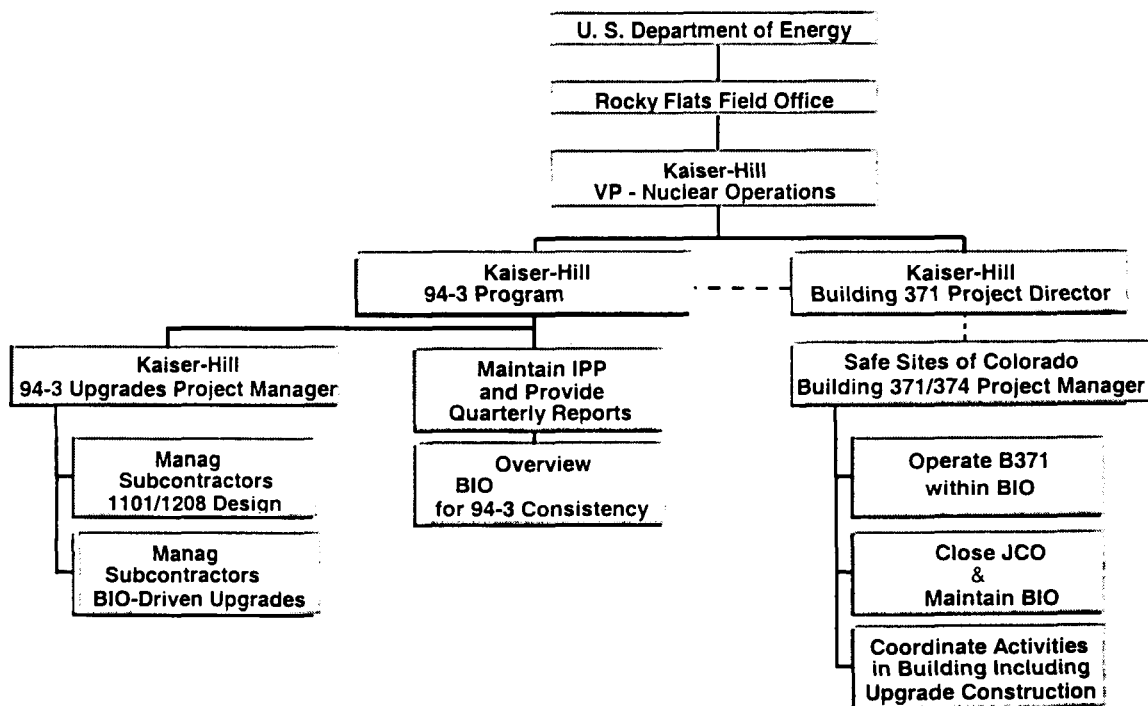 U. S. Department of Energy
Rocky Flats Field Office
Kaiser-Hill
VP - Nuclear Operations
Kaiser-Hill
94-3 Program
Kaiser-Hill
Building 371 Project Director
Kaiser-Hill
94-3 Upgrades Project Manager
Maintain IPP
and Provide
Quarterly Reports
Safe Sites of Colorado
Building 371/374 Project Manager
Manag
Subcontractors
1101/1208 Design
Overview
BIO
for 94-3 Consistency
Operate B371
within BIO
Manag
Subcontractors
BIO-Driven Upgrades
Close JCO
&
Maintain BIO
Coordinate Activities
in Building Including
Upgrade Construction